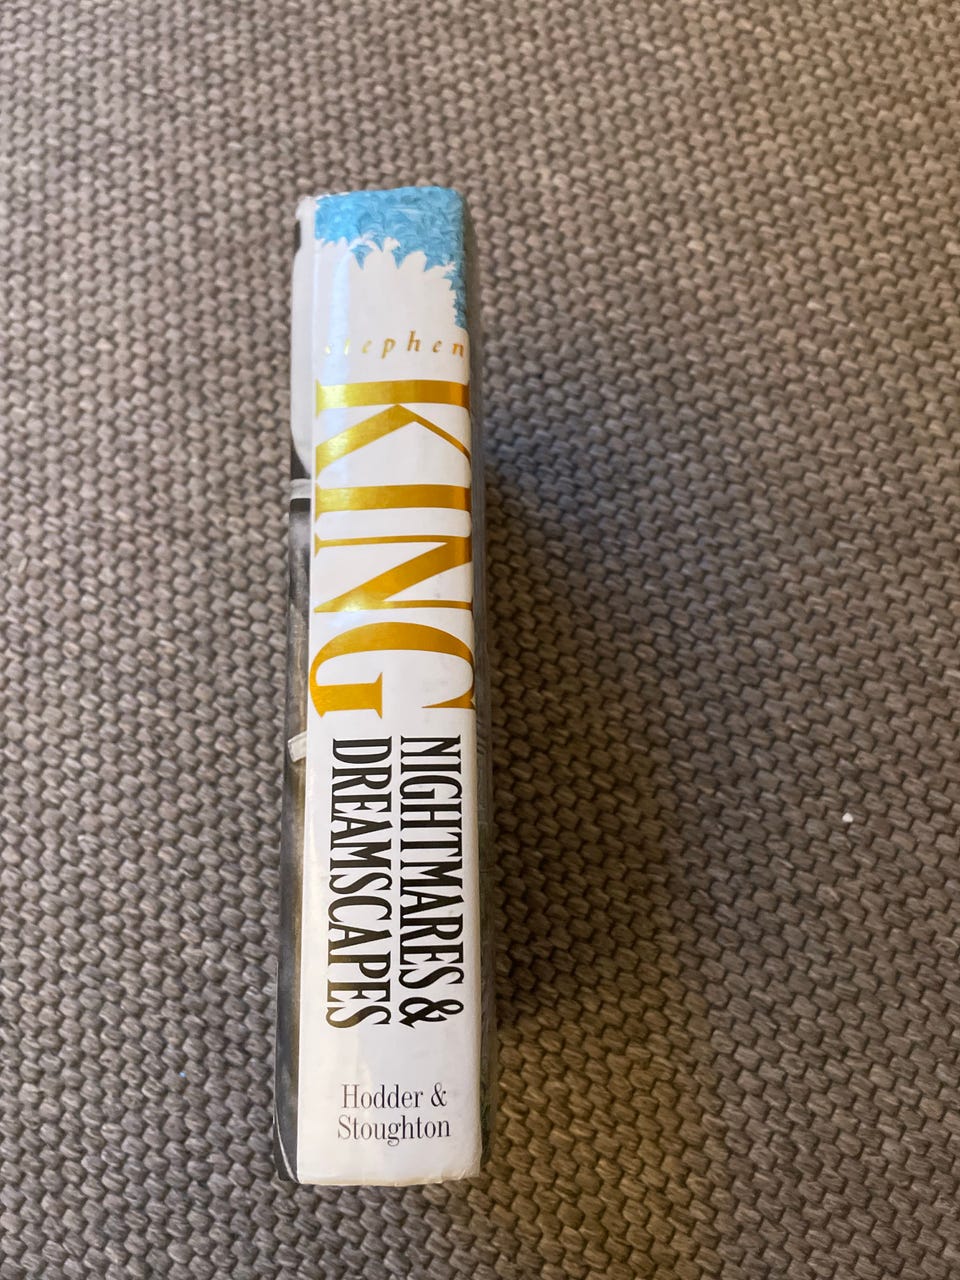 stephen
KING
NIGHTMARES &
DREAMSCAPES
Hodder &
Stoughton